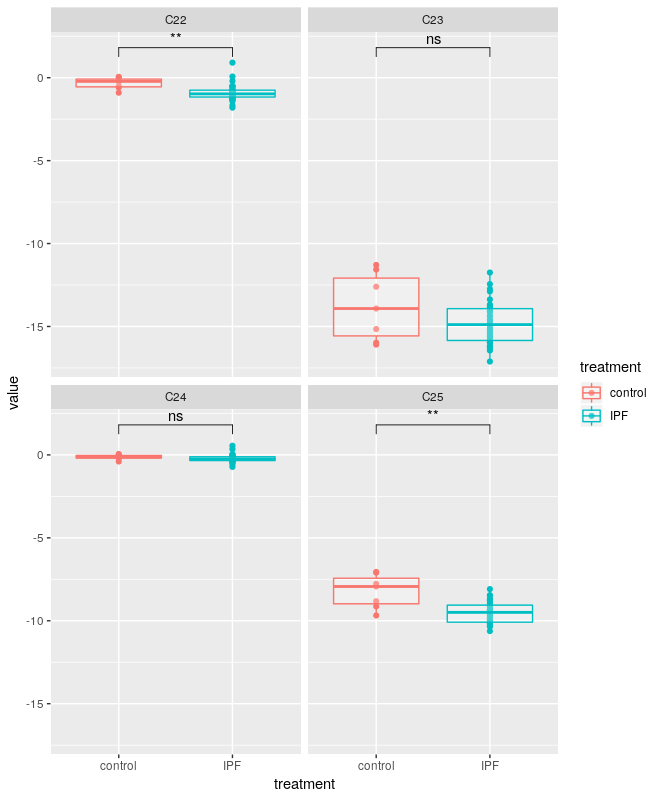 C22
C23
**
ns
0
-5
-10
-15
value
C24
C25
ns
**
0
-5
-10
-15
control
IPF
control
IPF
treatment
treatment
control
IPF